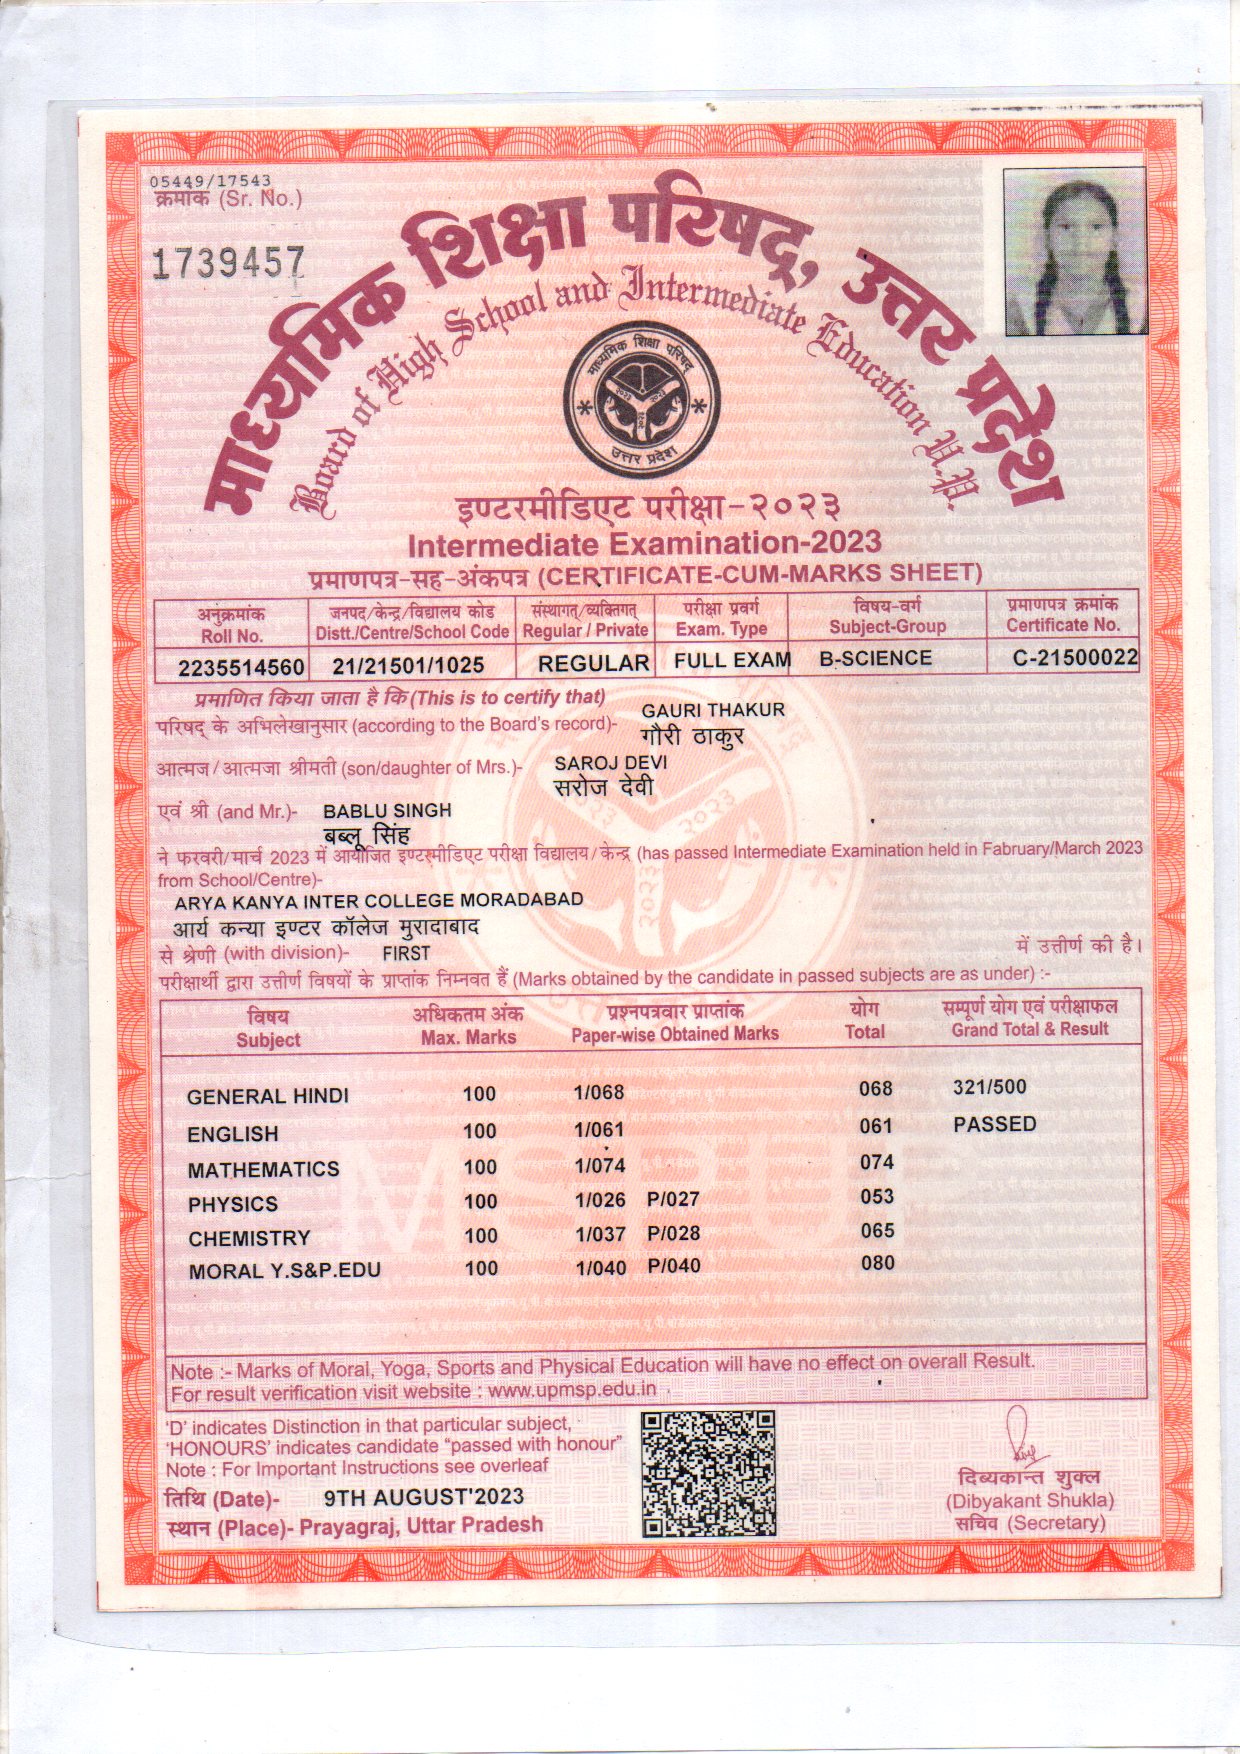 05449/17543
क्रमांक (Sr. No.)
1739457
माध्यमिक शिक्षा परिषद्, उत्तर प्रदेश
Board of High School and Intermediate Education U.P.
माध्यमिक शिक्षा परिषद्
२०२३ २०२३
२०२३
उत्तर प्रदेश
इण्टरमीडिएट परीक्षा-२०२३
Intermediate Examination-2023
प्रमाणपत्र-सह-अंकपत्र (CERTIFICATE-CUM-MARKS SHEET)
अनुक्रमांक जनपद/केन्द्र/विद्यालय कोड संस्थागत्/व्यक्तिगत् परीक्षा प्रवर्ग विषय-वर्ग प्रमाणपत्र क्रमांक
Roll No. Distt./Centre/School Code Regular / Private Exam. Type Subject-Group Certificate No.
2235514560 21/21501/1025 REGULAR FULL EXAM B-SCIENCE C-21500022
प्रमाणित किया जाता है कि (This is to certify that)
GAURI THAKUR
परिषद् के अभिलेखानुसार (according to the Board's record)-
गौरी ठाकुर
SAROJ DEVI
आत्मज/आत्मजा श्रीमती (son/daughter of Mrs.)-
सरोज देवी
एवं श्री (and Mr.)- BABLU SINGH
बब्लू सिंह
ने फरवरी/मार्च 2023 में आयोजित इण्टरमीडिएट परीक्षा विद्यालय/केन्द्र (has passed Intermediate Examination held in Fabruary/March 2023
from School/Centre)-
ARYA KANYA INTER COLLEGE MORADABAD
आर्य कन्या इण्टर कॉलेज मुरादाबाद
से श्रेणी (with division)- FIRST में उत्तीर्ण की है।
परीक्षार्थी द्वारा उत्तीर्ण विषयों के प्राप्तांक निम्नवत हैं (Marks obtained by the candidate in passed subjects are as under) :-
विषय अधिकतम अंक प्रश्नपत्रवार प्राप्तांक योग सम्पूर्ण योग एवं परीक्षाफल
Subject Max. Marks Paper-wise Obtained Marks Total Grand Total & Result
GENERAL HINDI 100 1/068 068 321/500
ENGLISH 100 1/061 061 PASSED
MATHEMATICS 100 1/074 074
PHYSICS 100 1/026 P/027 053
CHEMISTRY 100 1/037 P/028 065
MORAL Y.S&P.EDU 100 1/040 P/040 080
Note :- Marks of Moral, Yoga, Sports and Physical Education will have no effect on overall Result.
For result verification visit website : www.upmsp.edu.in
'D' indicates Distinction in that particular subject,
'HONOURS' indicates candidate "passed with honour"
Note : For Important Instructions see overleaf
तिथि (Date)- 9TH AUGUST'2023
स्थान (Place)- Prayagraj, Uttar Pradesh
दिब्यकान्त शुक्ल
(Dibyakant Shukla)
सचिव (Secretary)